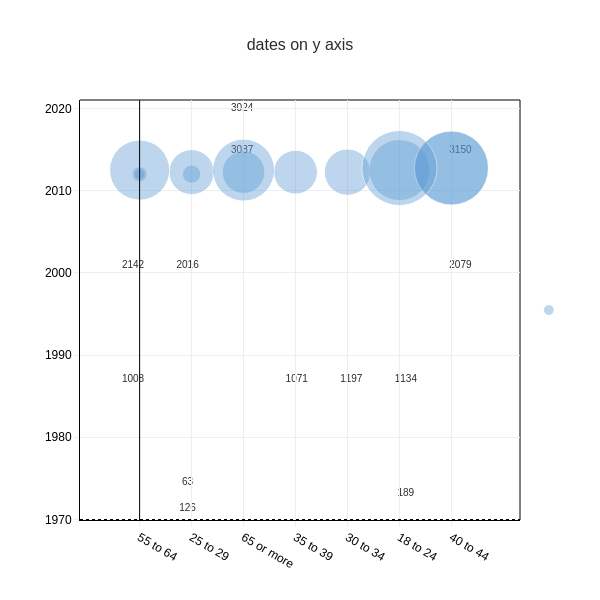 dates on y axis
2020
3024
3037
3150
2010
2142
2016
2079
2000
1990
1008
1071
1197
1134
1980
63
189
126
1970
55 to 64
25 to 29
65 or more
35 to 39
30 to 34
18 to 24
40 to 44